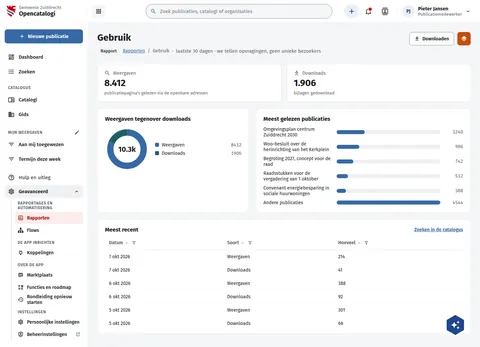 Gemeente Zuiddrecht
Opencatalogi
Zoek publicaties, catalogi of organisaties
PJ
Pieter Jansen
Publicatiemedewerker
+ Nieuwe publicatie
Dashboard
Zoeken
CATALOGUS
Catalogi
Gids
MIJN WEERGAVEN
Aan mij toegewezen
Termijn deze week
Hulp en uitleg
Geavanceerd
RAPPORTAGES EN
AUTOMATISERING
Rapporten
Flows
DE APP INRICHTEN
Koppelingen
OVER DE APP
Marktplaats
Functies en roadmap
Rondleiding opnieuw
starten
INSTELLINGEN
Persoonlijke instellingen
Beheerinstellingen
Gebruik
Rapport Rapporten / Gebruik - laatste 30 dagen - we tellen opvragingen, geen unieke bezoekers
Downloaden
Weergaven
8.412
publicatiepagina's gelezen via de openbare adressen
Downloads
1.906
bijlagen gedownload
Weergaven tegenover downloads
10.3k
Weergaven 8412
Downloads 1906
Meest gelezen publicaties
Omgevingsplan centrum
Zuiddrecht 2030
1240
Woo-besluit over de
herinrichting van het Kerkplein
986
Begroting 2021, concept voor de
raad
742
Raadsstukken voor de
vergadering van 1 oktober
512
Convenant energiebesparing in
sociale huurwoningen
388
Andere publicaties
4544
Meest recent
Zoeken in de catalogus
Datum Soort Hoeveel
7 okt 2026 Weergaven 214
7 okt 2026 Downloads 41
6 okt 2026 Weergaven 388
6 okt 2026 Downloads 92
5 okt 2026 Weergaven 301
5 okt 2026 Downloads 66